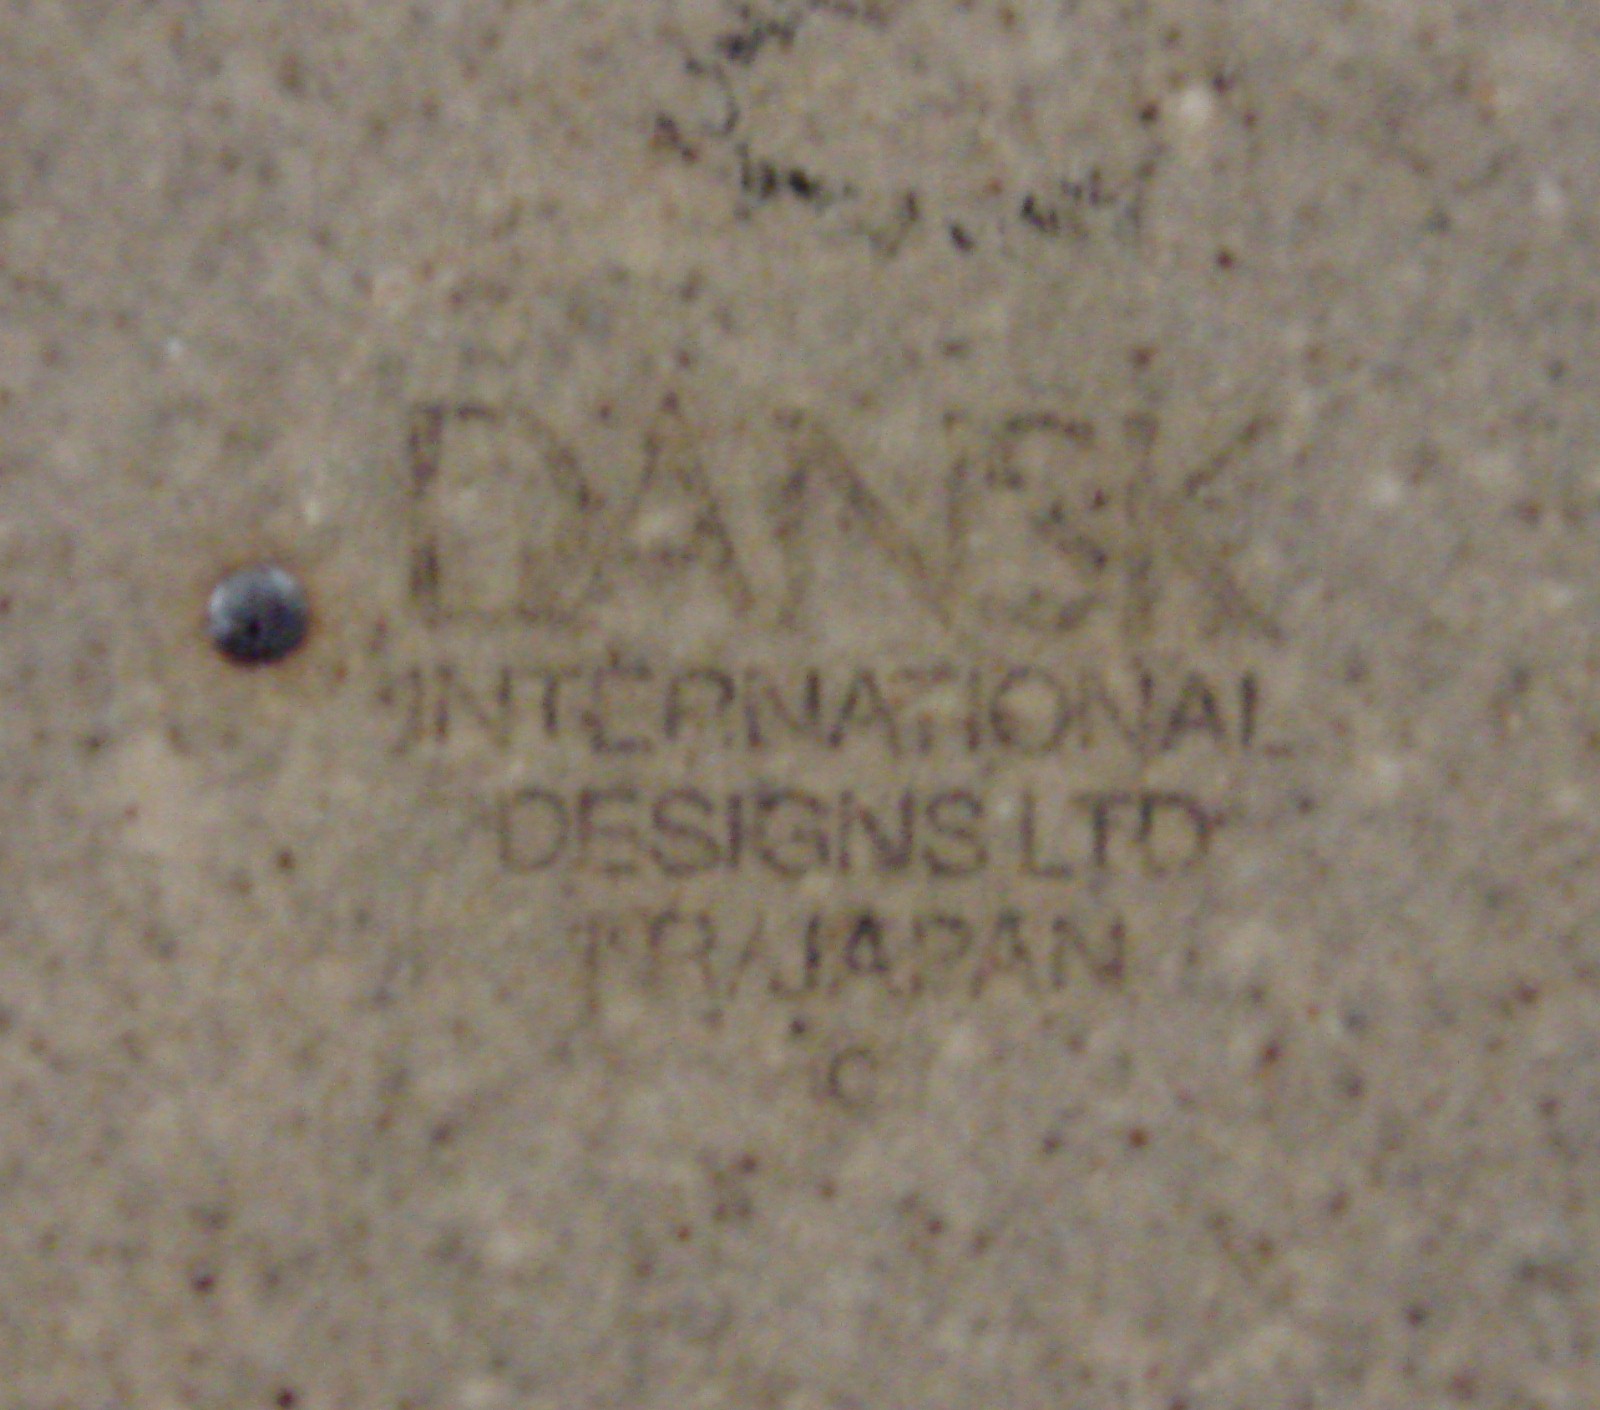 DANSK
INTERNATIONAL
DESIGNS LTD
JAPAN
C